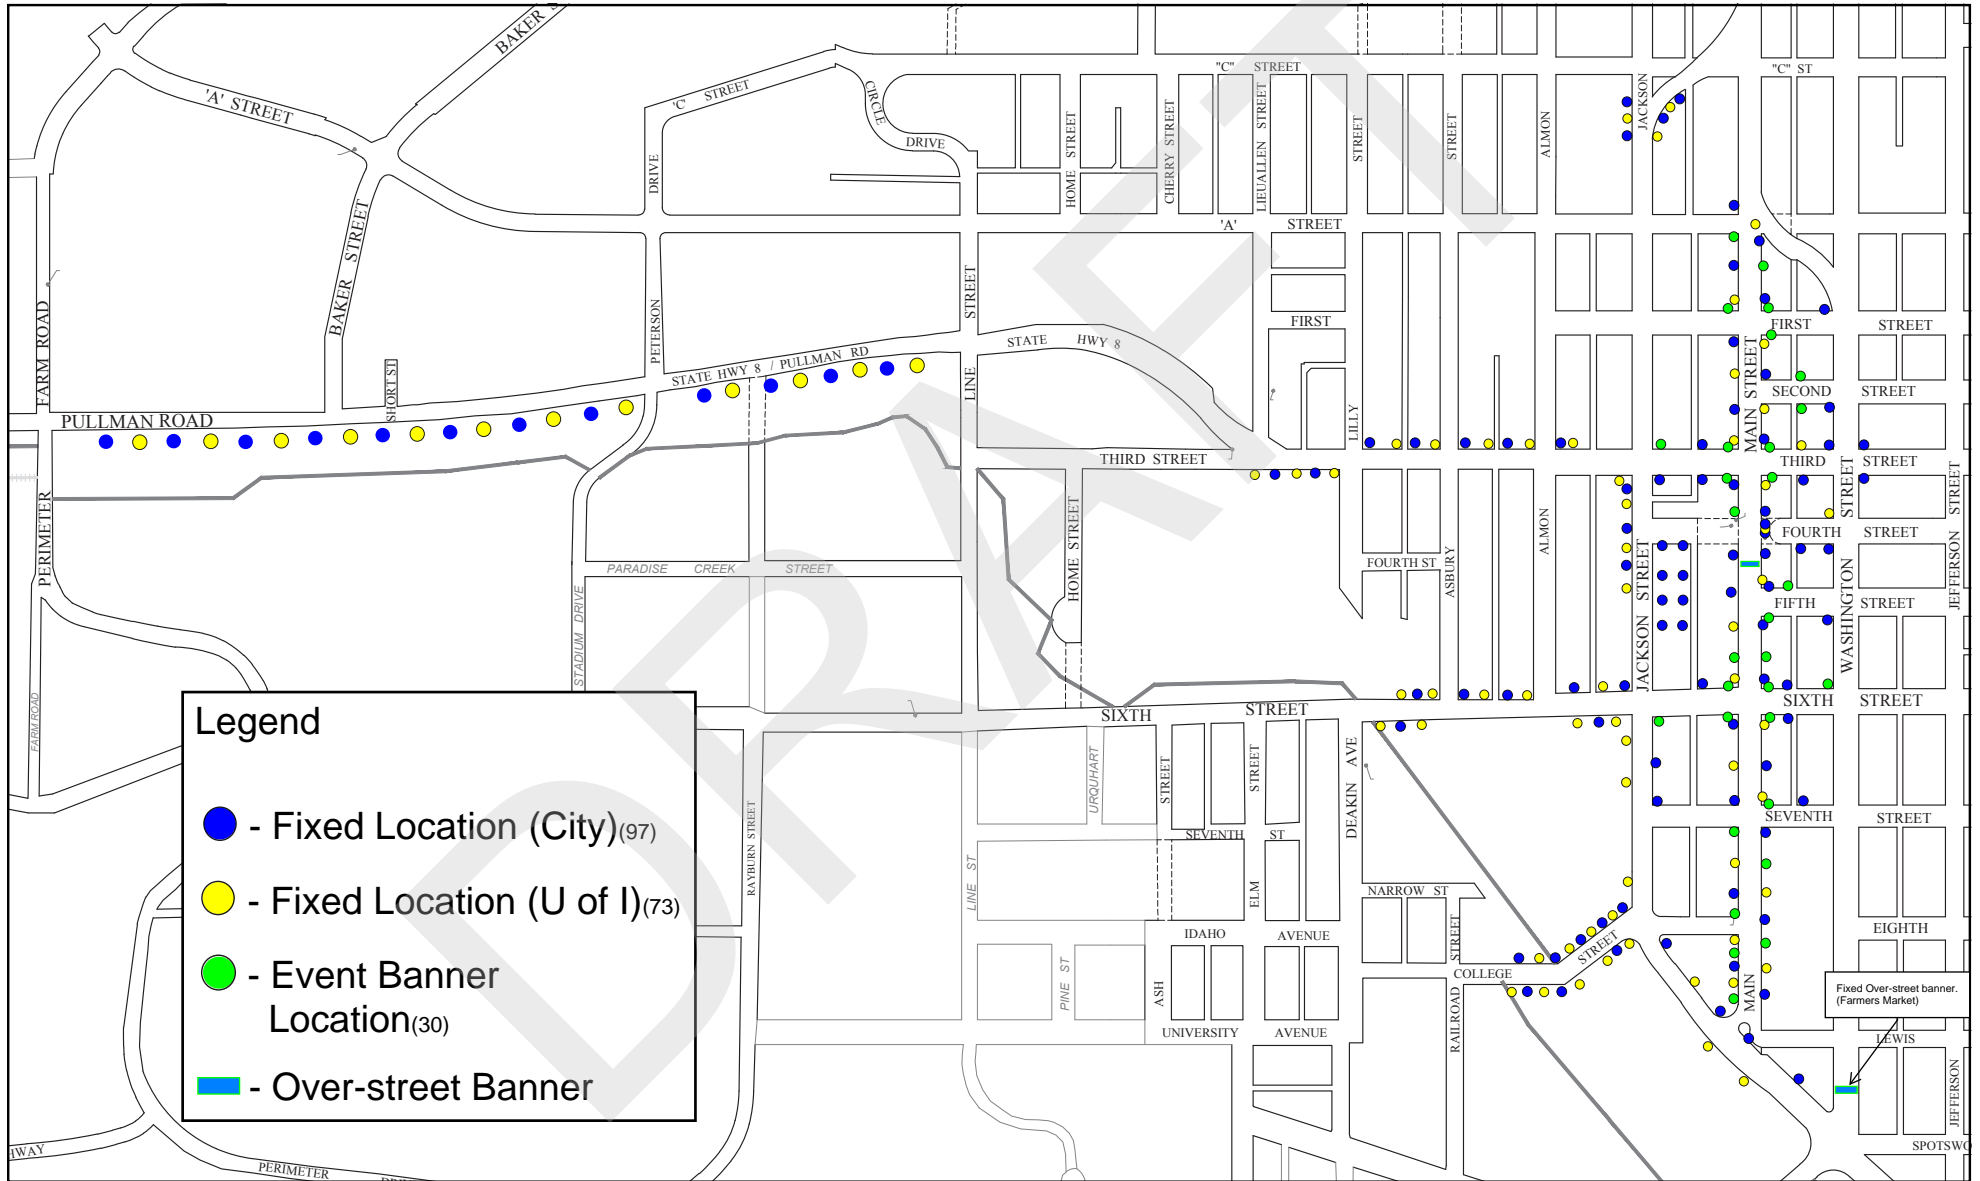 BAKER S
'A' STREET
'C' STREET
CIRCLE
DRIVE
"C" STREET
"C" ST
JACKSON
HOME STREET
CHERRY STREET
LIEUALLEN STREET
STREET
STREET
ALMON
DRIVE
'A' STREET
BAKER STREET
FARM ROAD
PETERSON
LINE STREET
FIRST
FIRST STREET
STATE HWY 8 / PULLMAN RD
STATE HWY 8
SHORT ST
PULLMAN ROAD
LILLY
MAIN STREET
SECOND STREET
THIRD STREET
THIRD STREET
PERIMETER
HOME STREET
ALMON
WASHINGTON STREET
JEFFERSON STREET
FOURTH STREET
FOURTH ST
ASBURY
PARADISE CREEK STREET
STADIUM DRIVE
JACKSON STREET
FIFTH STREET
FARM ROAD
SIXTH STREET
SIXTH STREET
URQUHART
STREET
STREET
DEAKIN AVE
SEVENTH ST
SEVENTH STREET
RAYBURN STREET
LINE ST
ELM
NARROW ST
STREET
IDAHO AVENUE
EIGHTH
COLLEGE STREET
PINE ST
ASH
RAILROAD
MAIN
UNIVERSITY AVENUE
LEWIS
JEFFERSON
SPOTSWO
HWAY
PERIMETER
Fixed Over-street banner.
(Farmers Market)
Legend
- Fixed Location (City)(97)
- Fixed Location (U of I)(73)
- Event Banner
Location(30)
- Over-street Banner
DRAFT